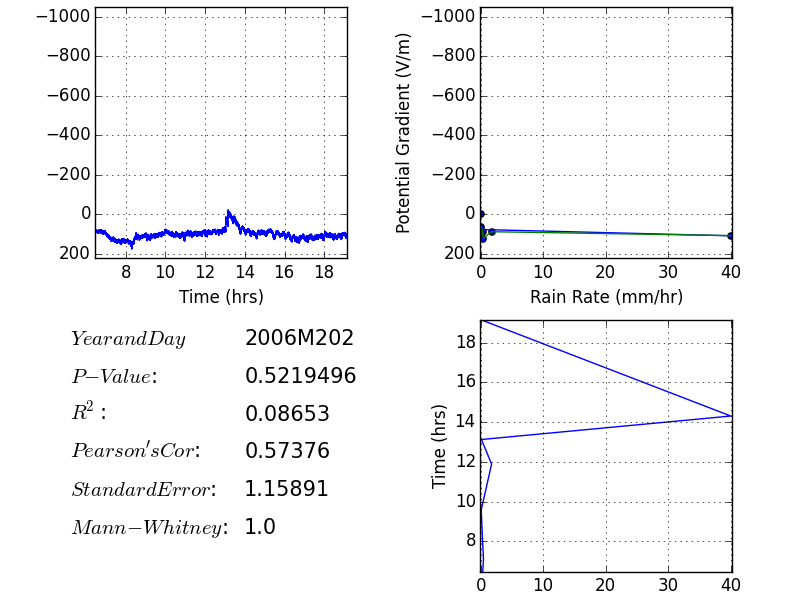 −1000
−800
−600
−400
−200
0
200
8 10 12 14 16 18
Time (hrs)
Potential Gradient (V/m)
−1000
−800
−600
−400
−200
0
200
0 10 20 30 40
Rain Rate (mm/hr)
YearandDay 2006M202
P−Value: 0.5219496
R²: 0.08653
Pearson'sCor: 0.57376
StandardError: 1.15891
Mann−Whitney: 1.0
Time (hrs)
18
16
14
12
10
8
0 10 20 30 40